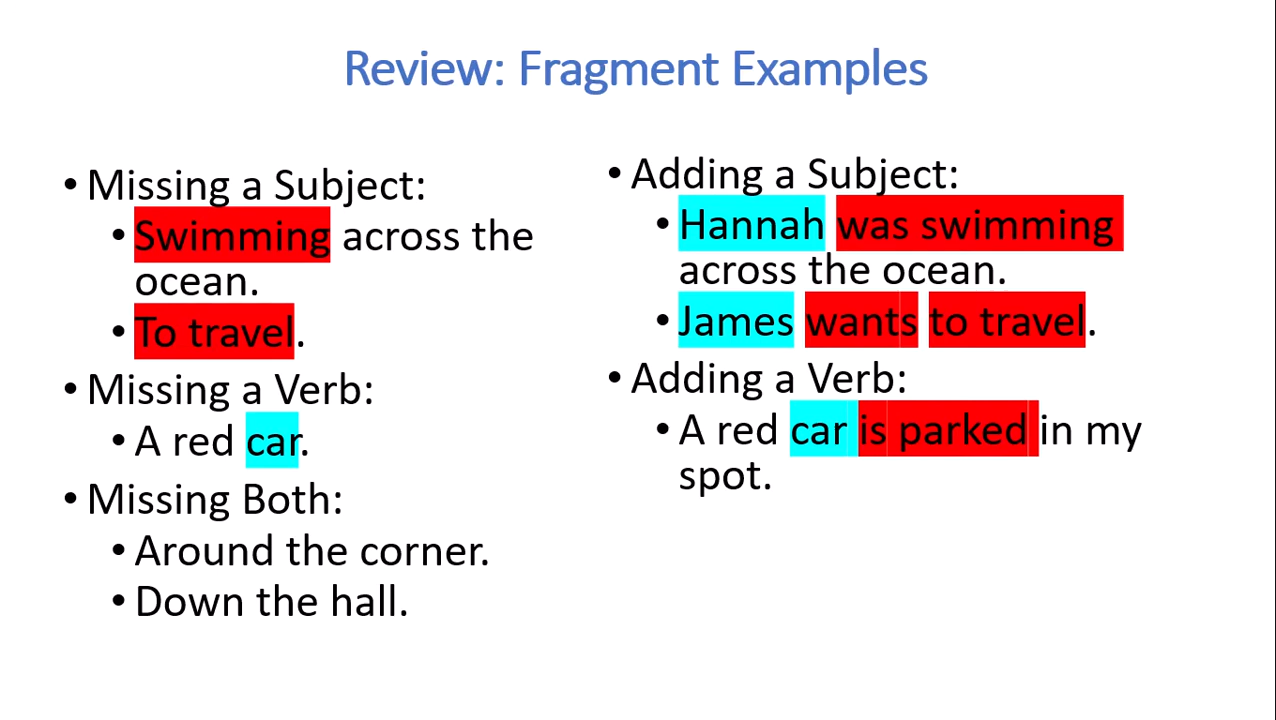 Review: Fragment Examples
• Missing a Subject:
• Swimming across the
ocean.
• To travel.
• Missing a Verb:
• A red car.
• Missing Both:
• Around the corner.
• Down the hall.
• Adding a Subject:
• Hannah was swimming
across the ocean.
• James wants to travel.
• Adding a Verb:
• A red car is parked in my
spot.